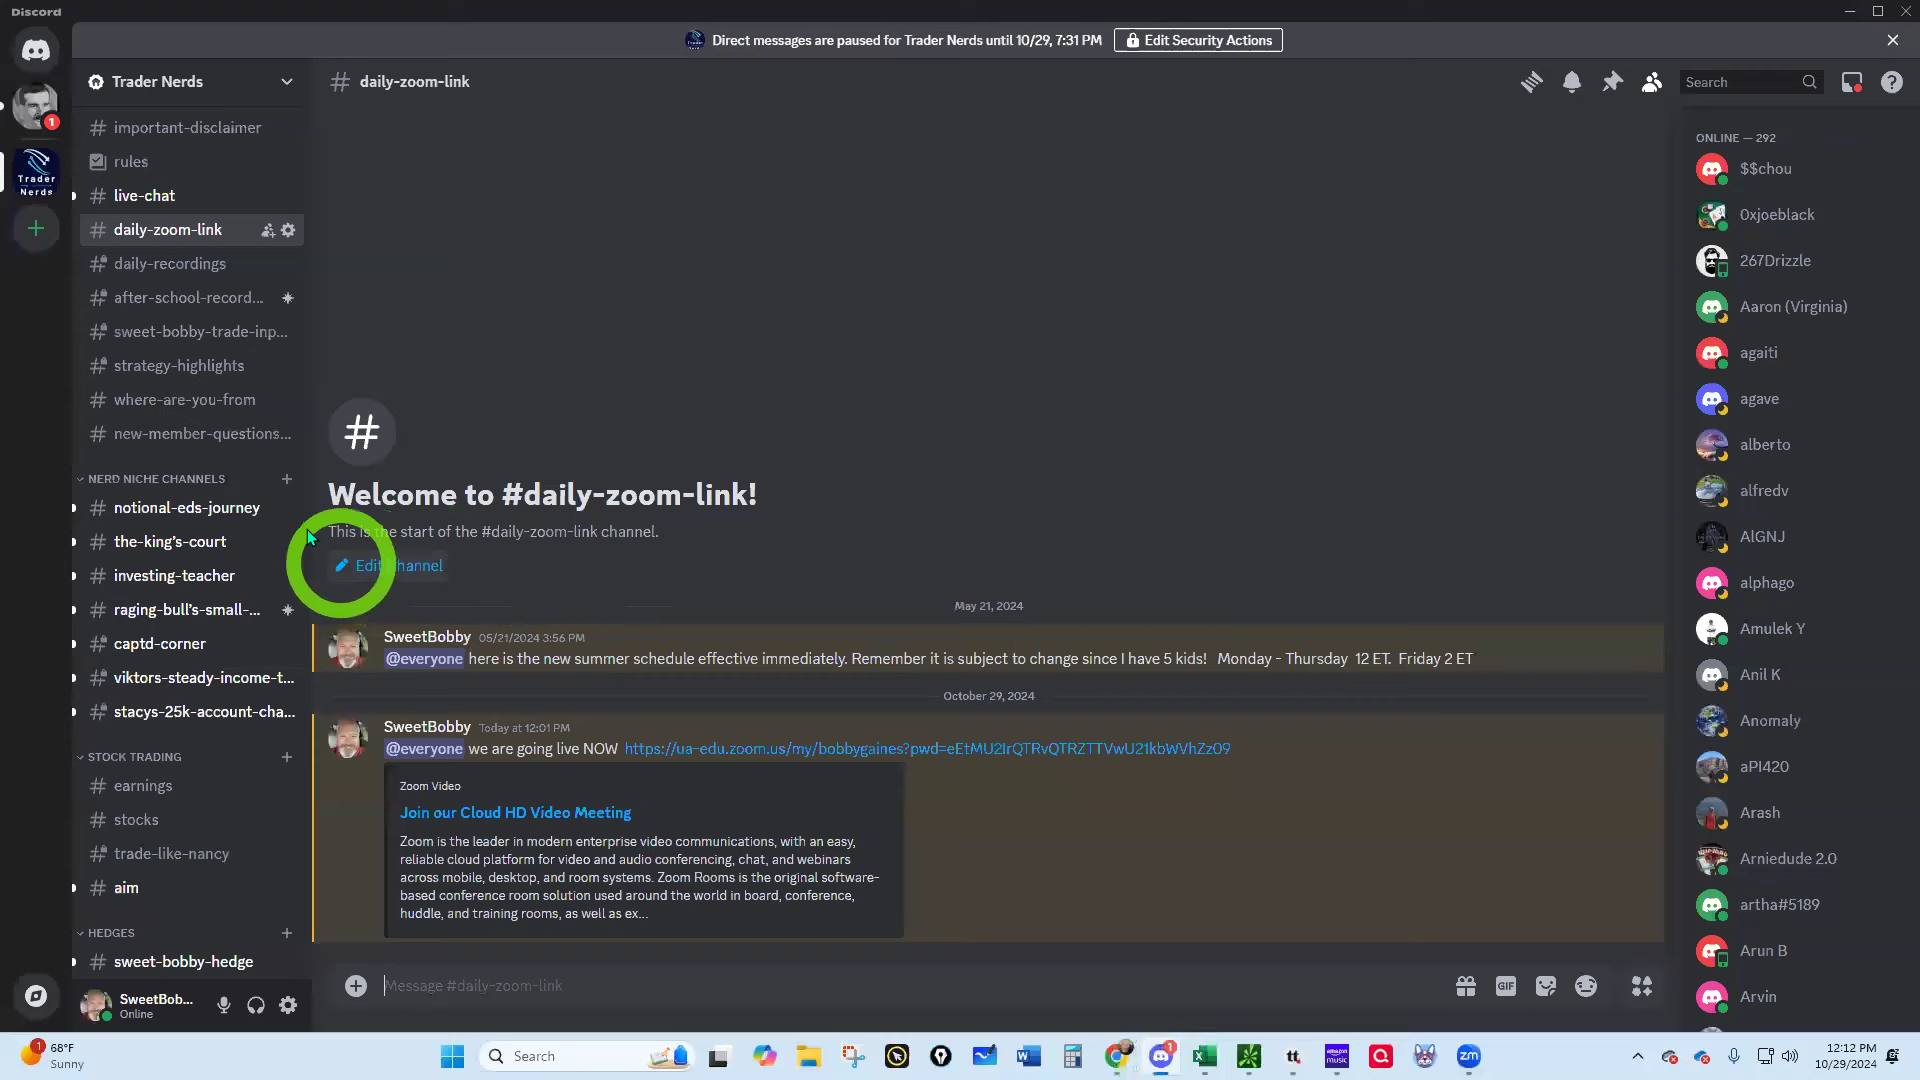 Discord
Direct messages are paused for Trader Nerds until 10/29, 7:31 PM
Edit Security Actions
Trader Nerds
daily-zoom-link
Search
important-disclaimer
rules
live-chat
daily-zoom-link
daily-recordings
after-school-record...
sweet-bobby-trade-inp...
strategy-highlights
where-are-you-from
new-member-questions...
NERD NICHE CHANNELS
notional-eds-journey
the-king's-court
investing-teacher
raging-bull's-small-...
captd-corner
viktors-steady-income-t...
stacys-25k-account-cha...
STOCK TRADING
earnings
stocks
trade-like-nancy
aim
HEDGES
sweet-bobby-hedge
SweetBob...
Online
1
Trader
Nerds
Welcome to #daily-zoom-link!
This is the start of the #daily-zoom-link channel.
Edit Channel
May 21, 2024
SweetBobby 05/21/2024 3:56 PM
@everyone here is the new summer schedule effective immediately. Remember it is subject to change since I have 5 kids! Monday - Thursday 12 ET. Friday 2 ET
October 29, 2024
SweetBobby Today at 12:01 PM
@everyone we are going live NOW https://ua-edu.zoom.us/my/bobbygaines?pwd=eEtMU2IrQTRvQTRZTTVwU21kbWVhZz09
Zoom Video
Join our Cloud HD Video Meeting
Zoom is the leader in modern enterprise video communications, with an easy,
reliable cloud platform for video and audio conferencing, chat, and webinars
across mobile, desktop, and room systems. Zoom Rooms is the original software-
based conference room solution used around the world in board, conference,
huddle, and training rooms, as well as ex...
Message #daily-zoom-link
GIF
ONLINE — 292
$$chou
0xjoeblack
267Drizzle
Aaron (Virginia)
agaiti
agave
alberto
alfredv
AlGNJ
alphago
Amulek Y
Anil K
Anomaly
aPI420
Arash
Arniedude 2.0
artha#5189
Arun B
Arvin
1
68°F
Sunny
Search
1
tt
amazon music
zm
12:12 PM
10/29/2024